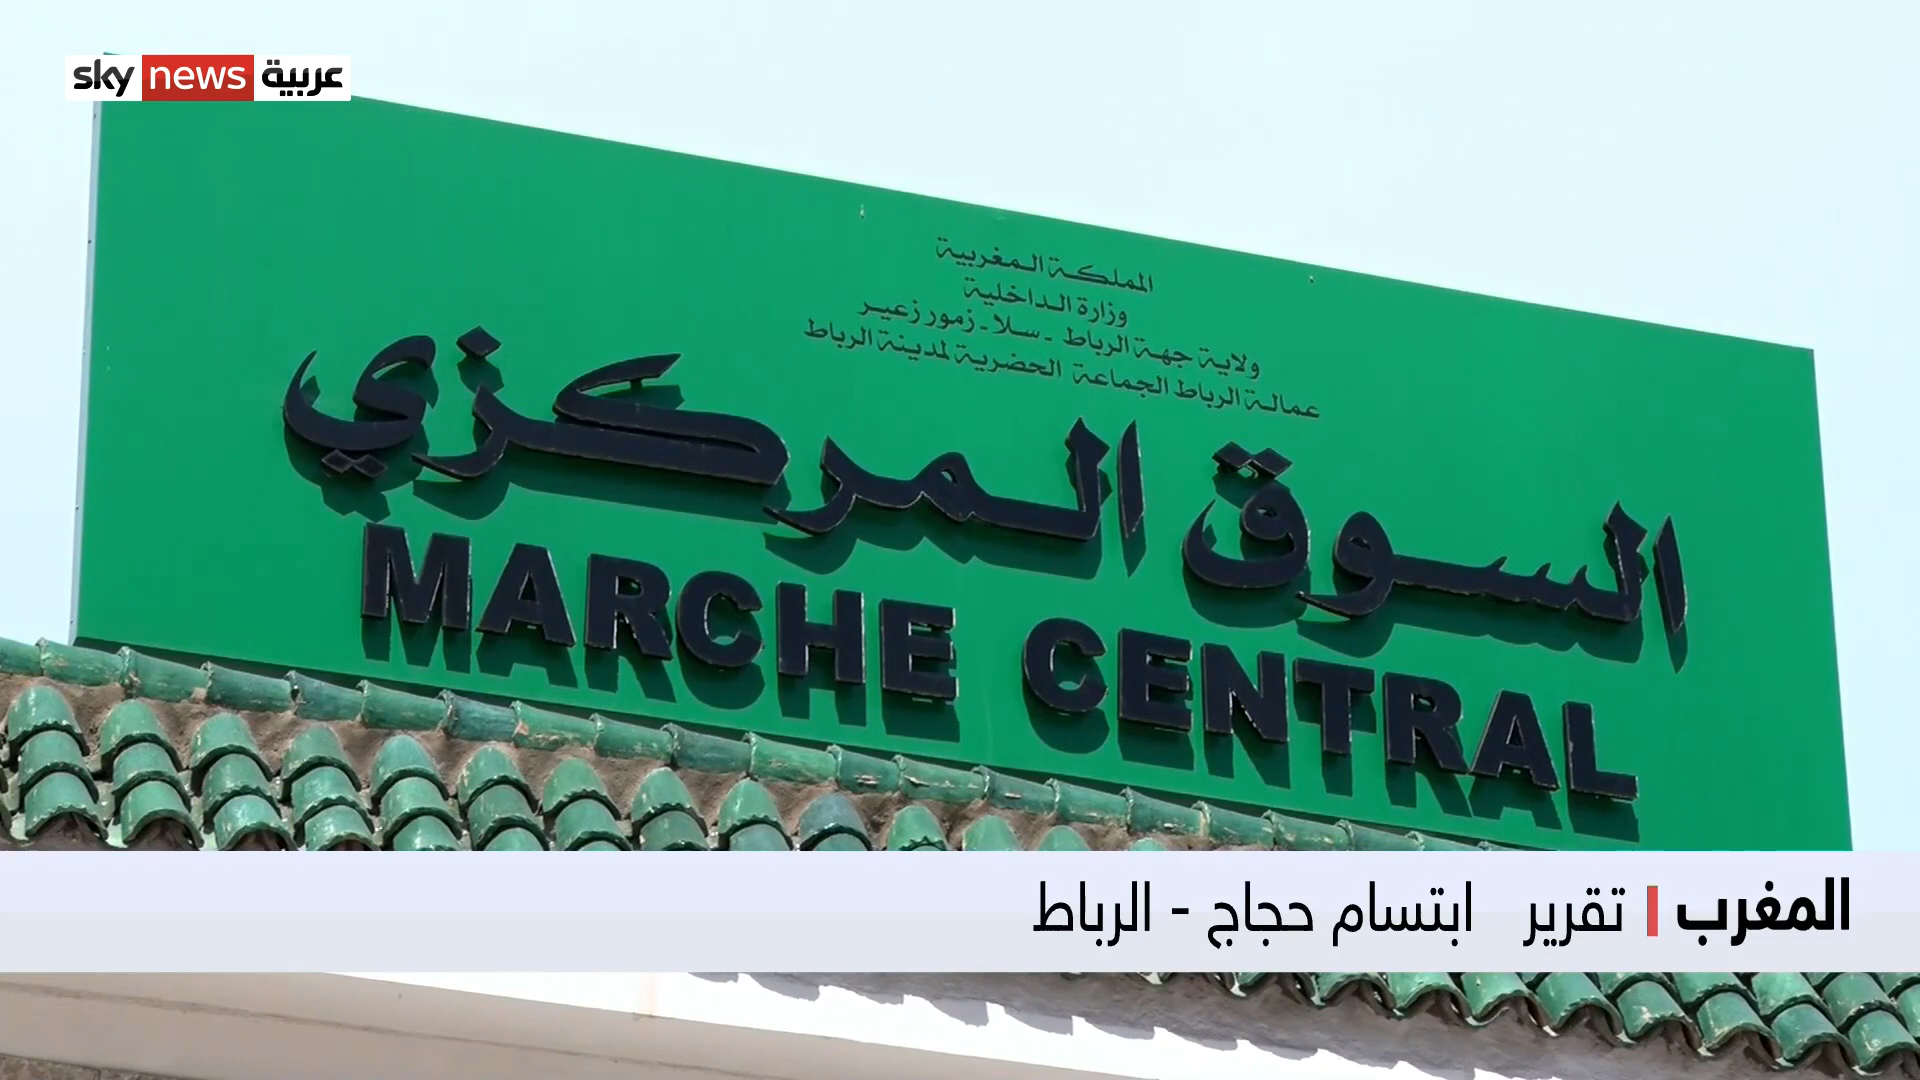 sky news عربية
المملكة المغربية
وزارة الداخلية
ولاية جهة الرباط - سلا - زمور زعير
عمالة الرباط الجماعة الحضرية لمدينة الرباط
السوق المركزي
MARCHE CENTRAL
المغرب | تقرير ابتسام حجاج - الرباط